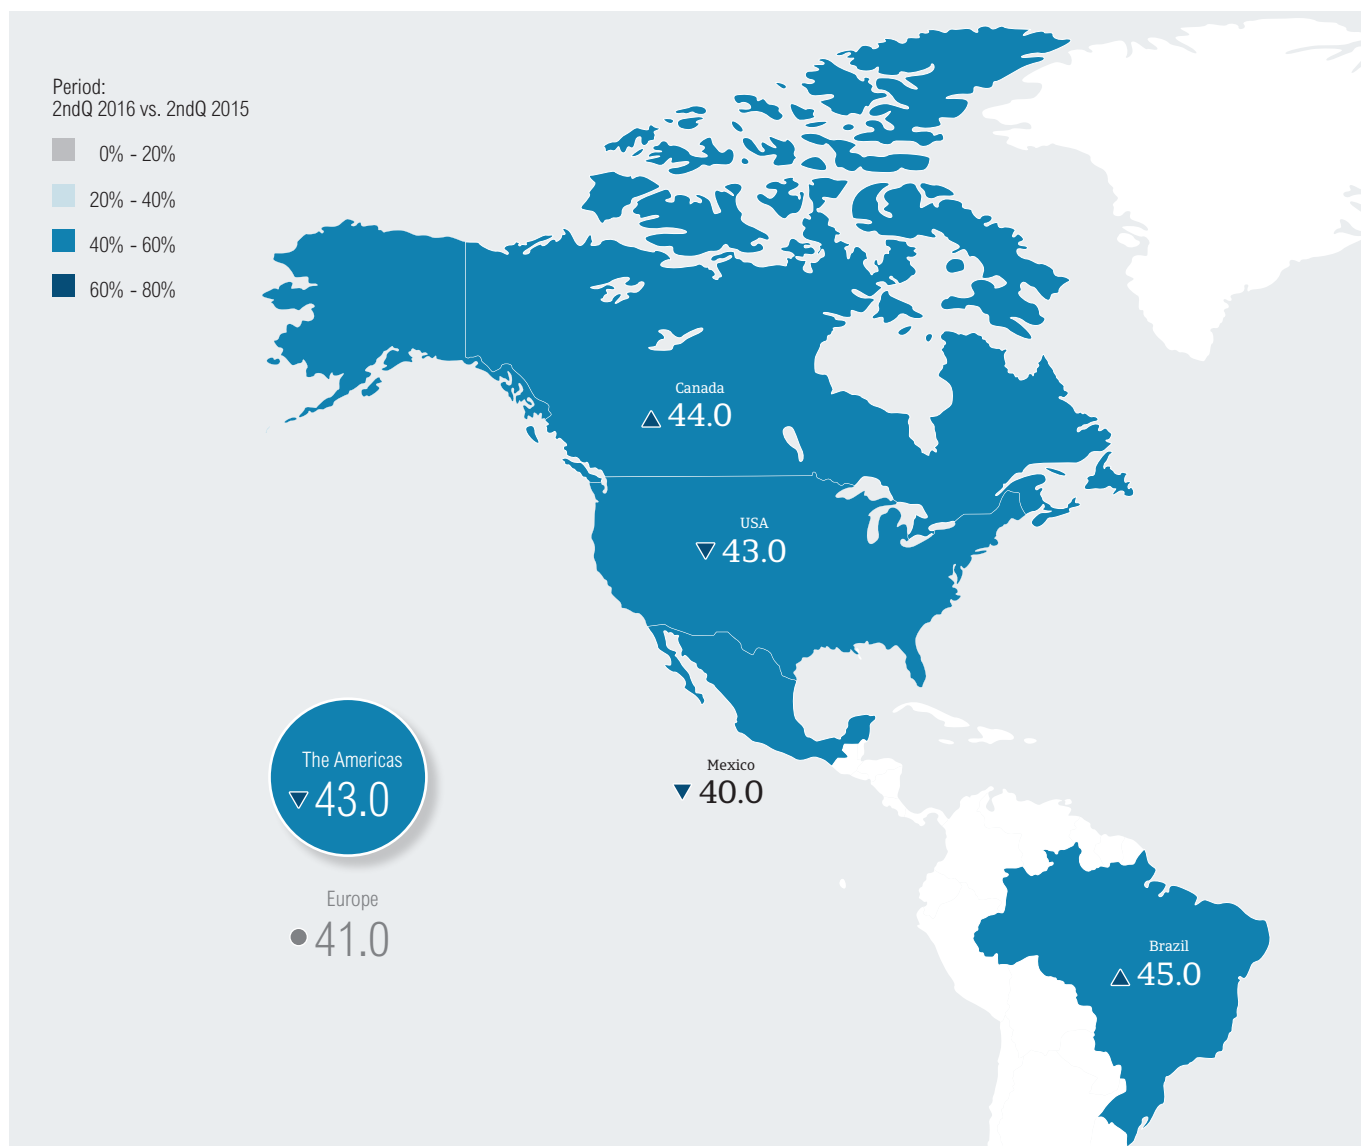 Period:
2ndQ 2016 vs. 2ndQ 2015
0% - 20%
20% - 40%
40% - 60%
60% - 80%
Canada
44.0
USA
43.0
Mexico
40.0
The Americas
43.0
Europe
41.0
Brazil
45.0